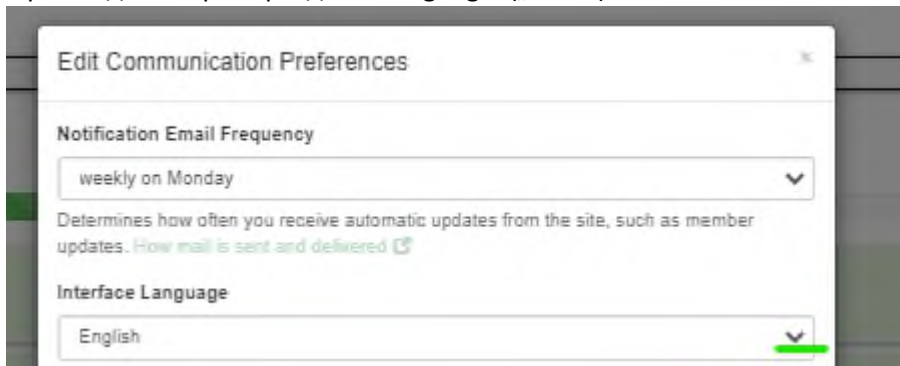 Edit Communication Preferences
Notification Email Frequency
weekly on Monday
Determines how often you receive automatic updates from the site, such as member
updates. How mail is sent and delivered
Interface Language
English